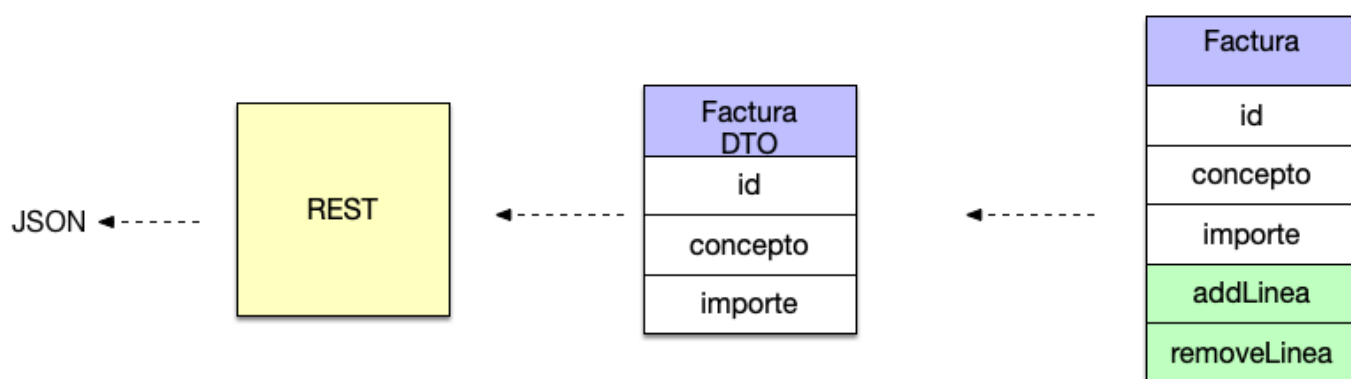 JSON
REST
Factura
DTO
id
concepto
importe
Factura
id
concepto
importe
addLinea
removeLinea